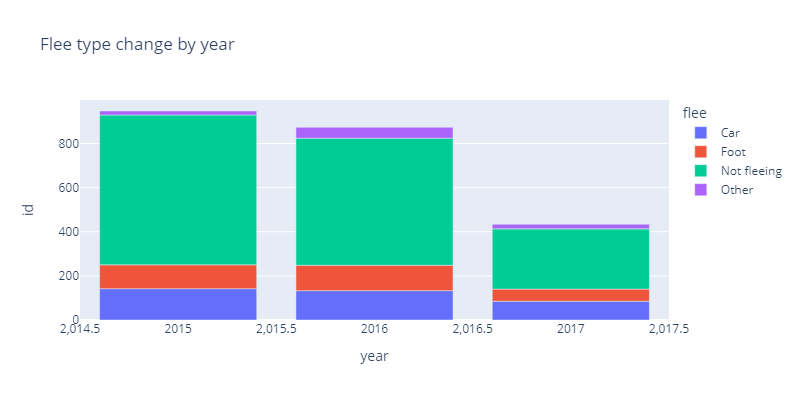 Flee type change by year
flee
Car
Foot
Not fleeing
Other
800
600
400
200
0
id
2,014.5
2015
2,015.5
2016
2,016.5
2017
2,017.5
year